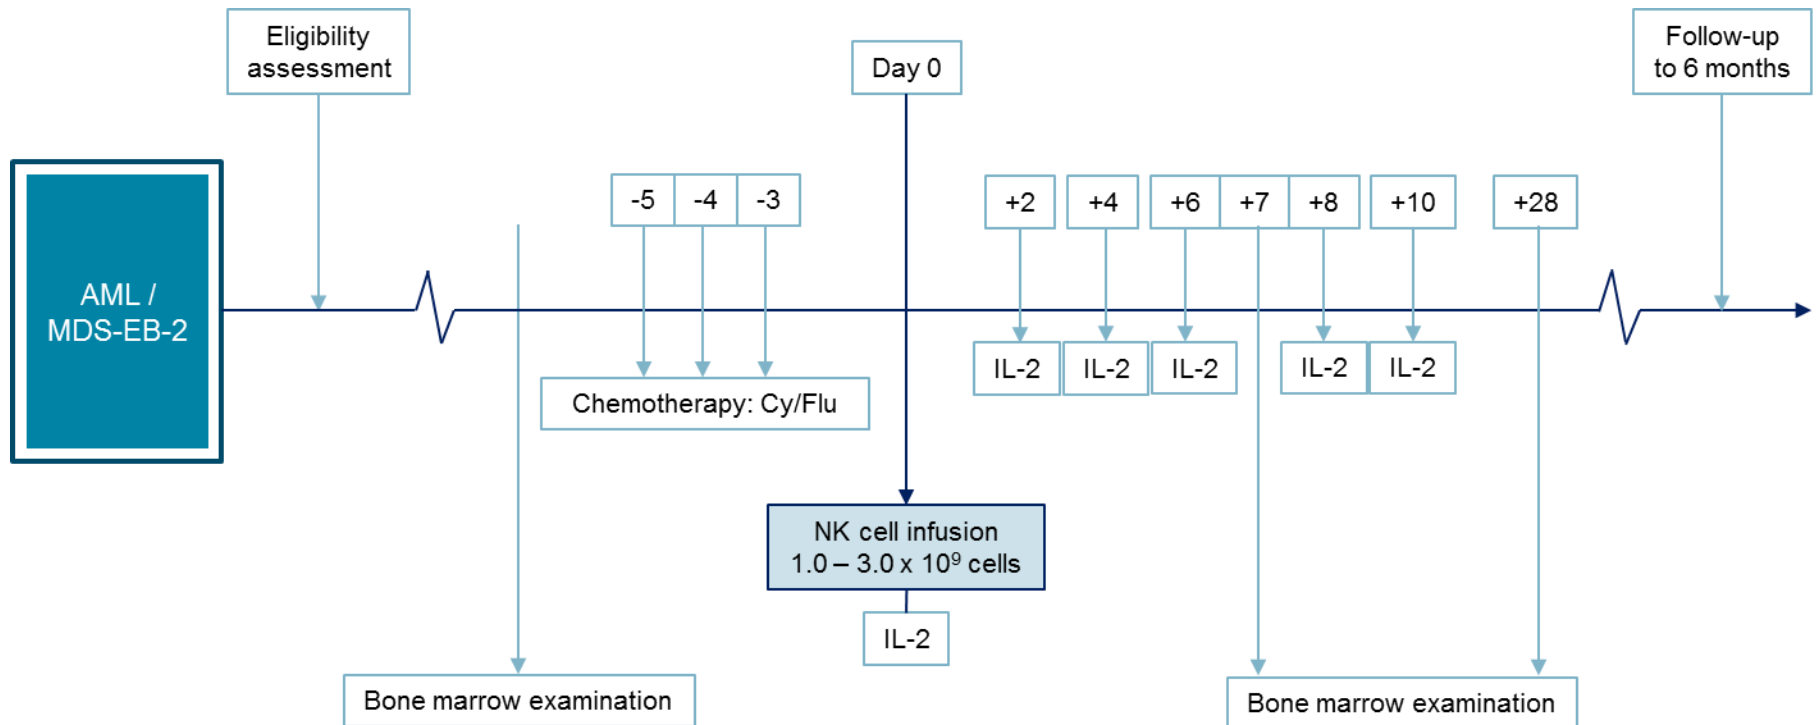 Eligibility
assessment
Day 0
Follow-up
to 6 months
-5 -4 -3
+2 +4 +6 +7 +8 +10 +28
AML /
MDS-EB-2
IL-2 IL-2 IL-2 IL-2 IL-2
Chemotherapy: Cy/Flu
NK cell infusion
1.0 – 3.0 x 10⁹ cells
IL-2
Bone marrow examination
Bone marrow examination